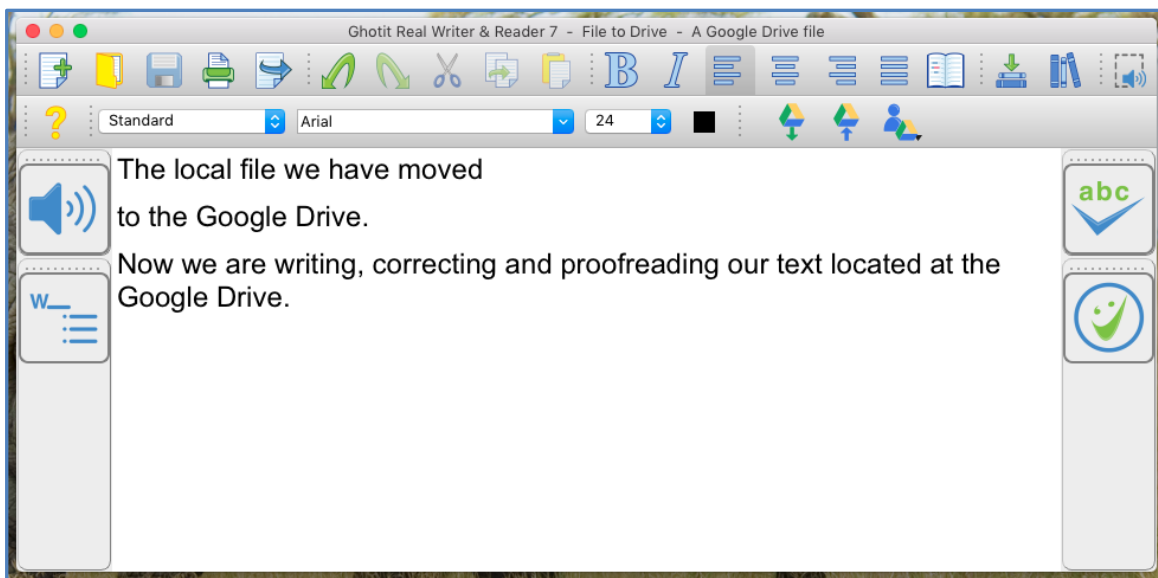 Ghotit Real Writer & Reader 7 - File to Drive - A Google Drive file
B I
?
Standard Arial 24
The local file we have moved
to the Google Drive.
Now we are writing, correcting and proofreading our text located at the
Google Drive.
abc
W